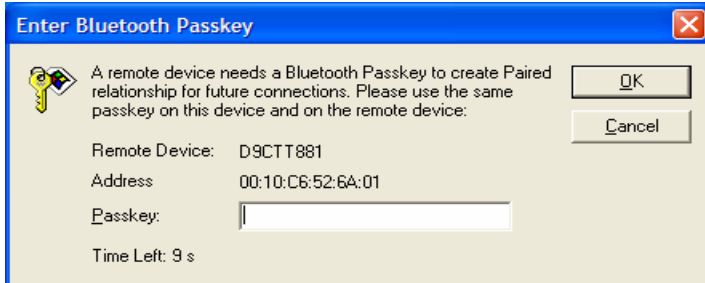 Enter Bluetooth Passkey
A remote device needs a Bluetooth Passkey to create Paired
relationship for future connections. Please use the same
passkey on this device and on the remote device:
OK
Cancel
Remote Device: D9CTT881
Address 00:10:C6:52:6A:01
Passkey:
Time Left: 9 s